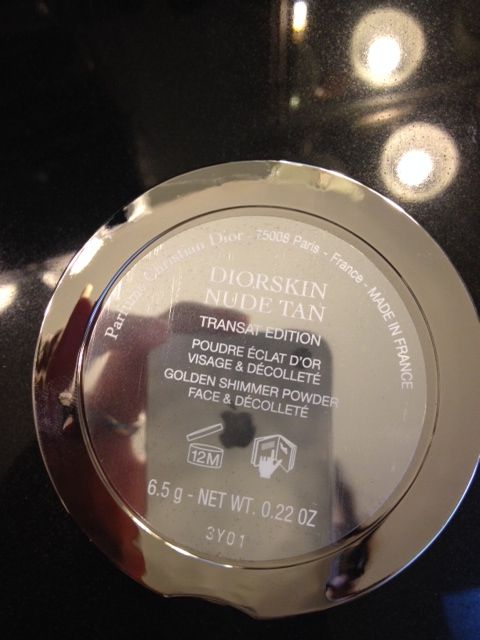 Parfums Christian Dior - 75008 Paris - France - MADE IN FRANCE
DIORSKIN
NUDE TAN
TRANSAT EDITION
POUDRE ÉCLAT D'OR
VISAGE & DÉCOLLETÉ
GOLDEN SHIMMER POWDER
FACE & DÉCOLLETÉ
12M
6.5 g - NET WT. 0.22 OZ
3Y01